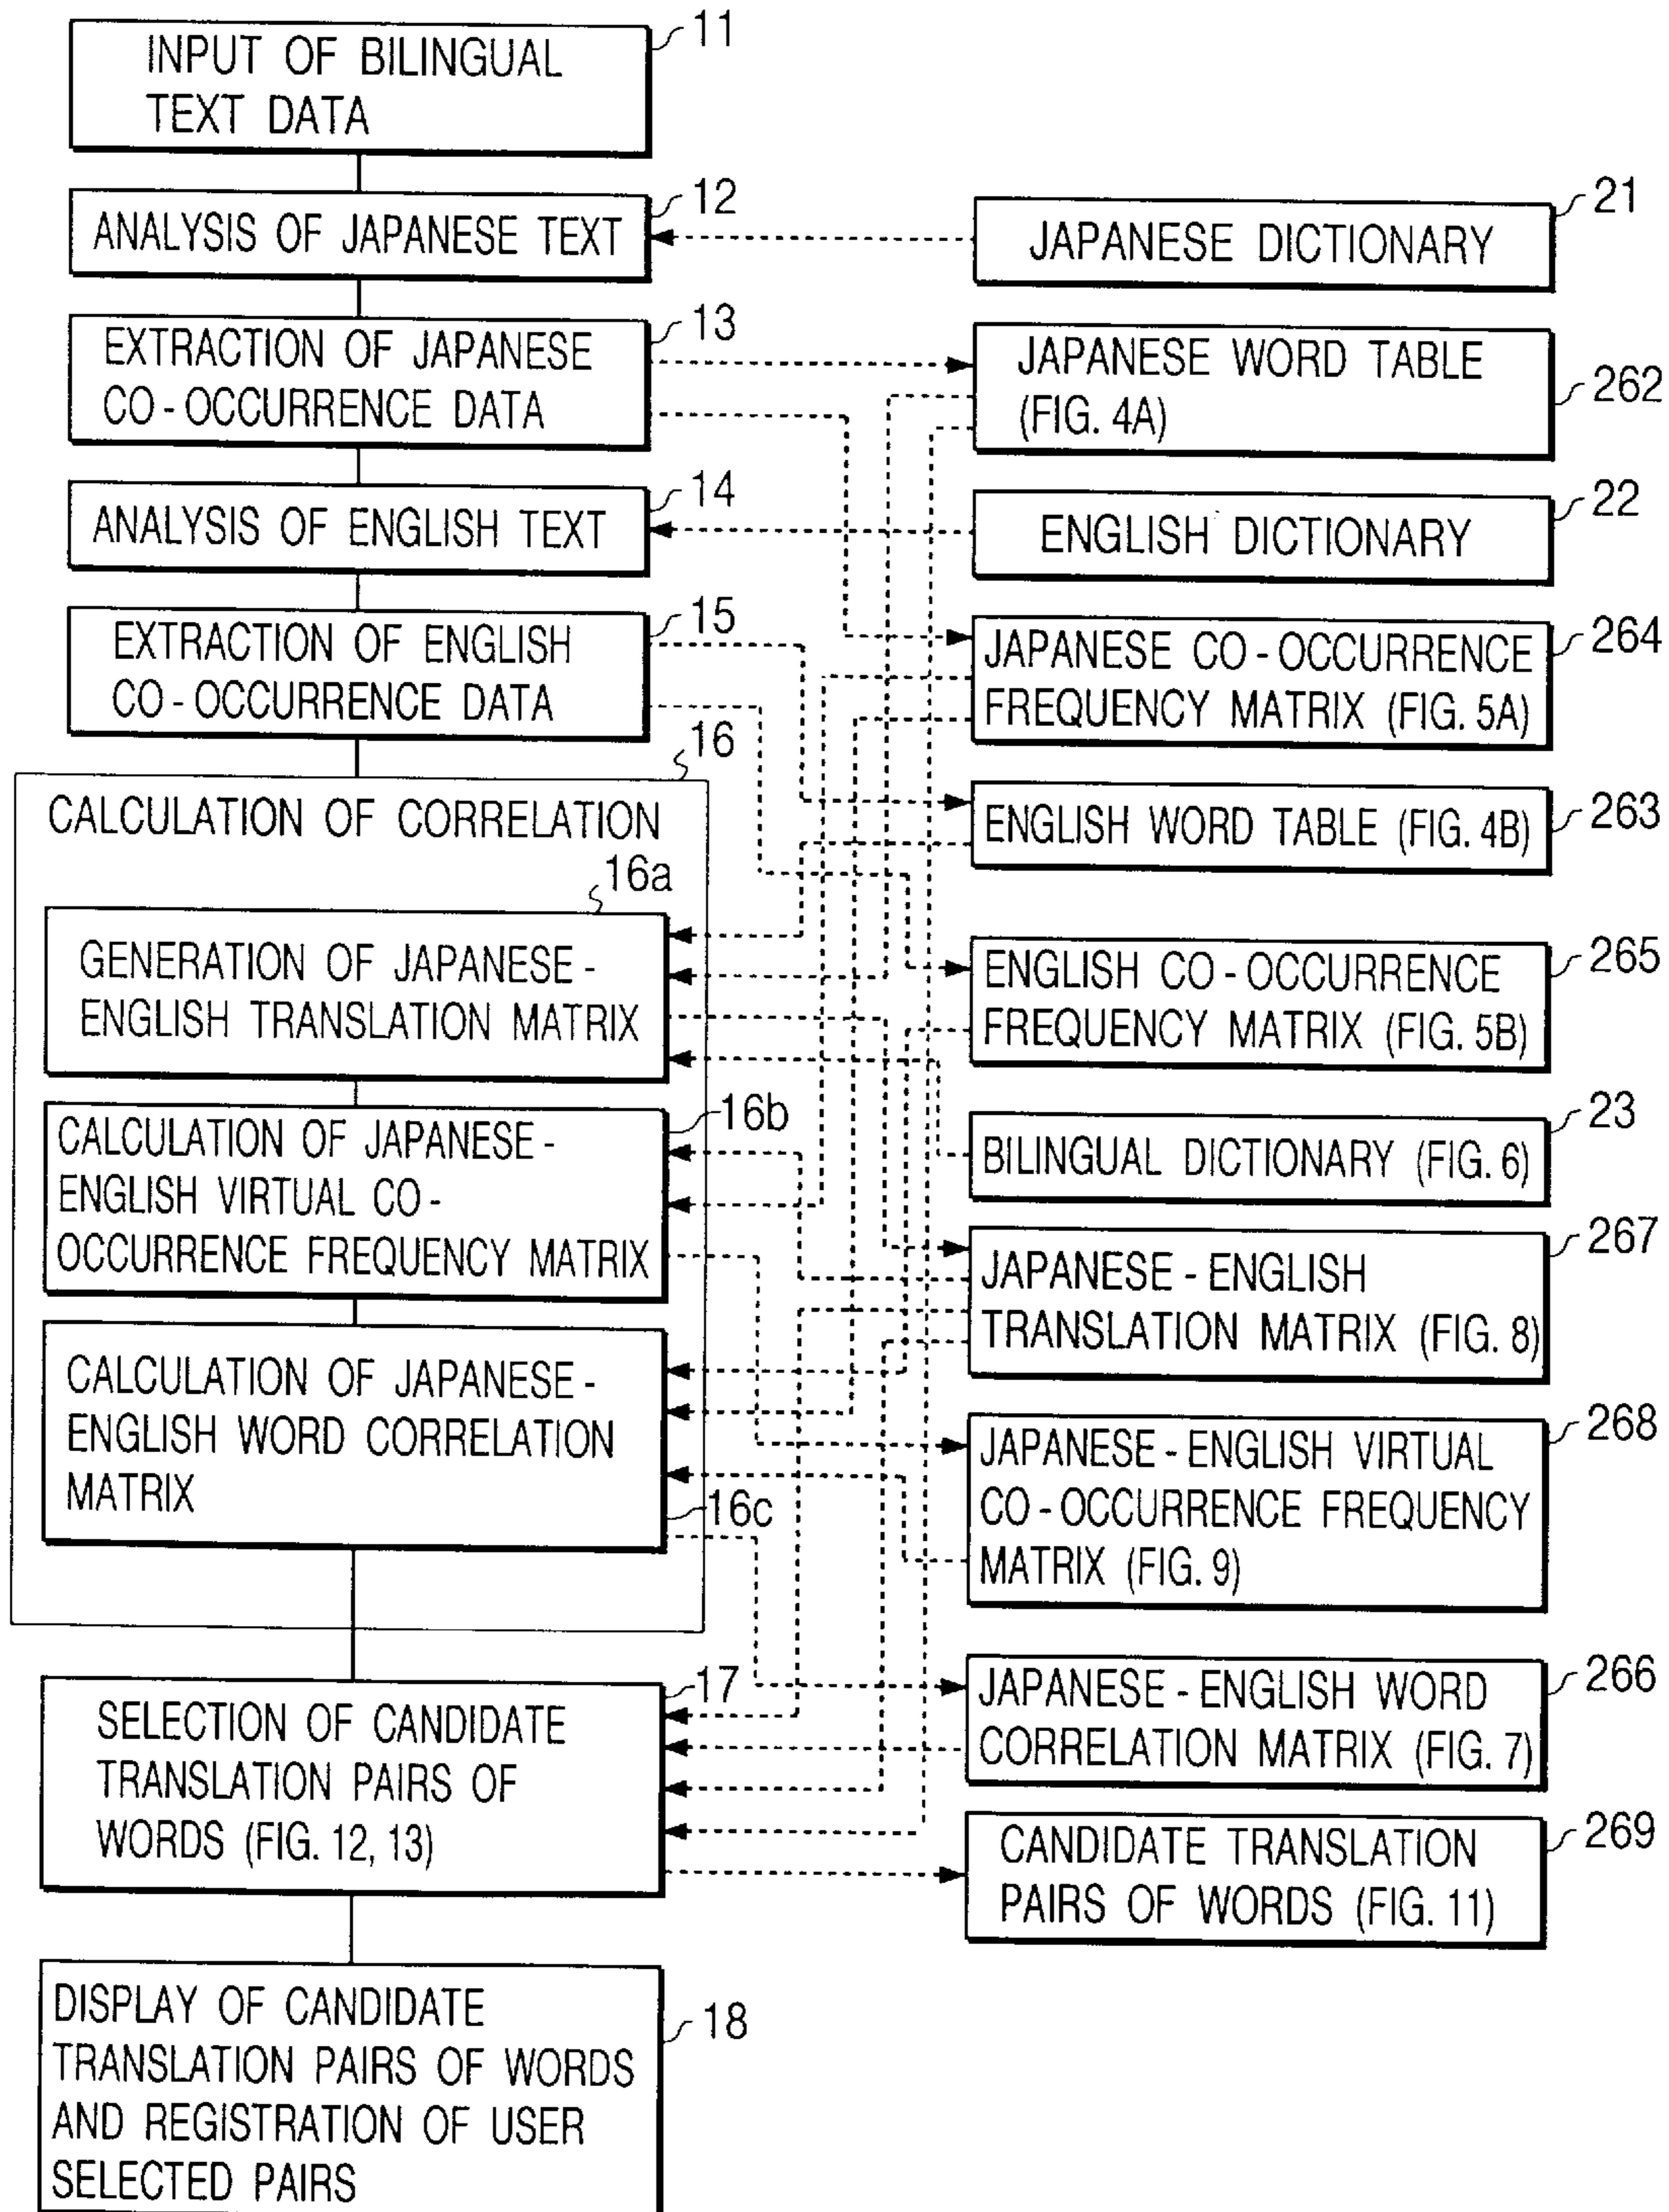 11
INPUT OF BILINGUAL
TEXT DATA
12
ANALYSIS OF JAPANESE TEXT
21
JAPANESE DICTIONARY
13
EXTRACTION OF JAPANESE
CO-OCCURRENCE DATA
JAPANESE WORD TABLE
(FIG. 4A)
262
14
ANALYSIS OF ENGLISH TEXT
22
ENGLISH DICTIONARY
15
EXTRACTION OF ENGLISH
CO-OCCURRENCE DATA
264
JAPANESE CO-OCCURRENCE
FREQUENCY MATRIX (FIG. 5A)
16
CALCULATION OF CORRELATION
ENGLISH WORD TABLE (FIG. 4B)
263
16a
GENERATION OF JAPANESE-
ENGLISH TRANSLATION MATRIX
265
ENGLISH CO-OCCURRENCE
FREQUENCY MATRIX (FIG. 5B)
16b
CALCULATION OF JAPANESE-
ENGLISH VIRTUAL CO-
OCCURRENCE FREQUENCY MATRIX
23
BILINGUAL DICTIONARY (FIG. 6)
267
JAPANESE-ENGLISH
TRANSLATION MATRIX (FIG. 8)
CALCULATION OF JAPANESE-
ENGLISH WORD CORRELATION
MATRIX
16c
268
JAPANESE-ENGLISH VIRTUAL
CO-OCCURRENCE FREQUENCY
MATRIX (FIG. 9)
17
SELECTION OF CANDIDATE
TRANSLATION PAIRS OF
WORDS (FIG. 12, 13)
266
JAPANESE-ENGLISH WORD
CORRELATION MATRIX (FIG. 7)
269
CANDIDATE TRANSLATION
PAIRS OF WORDS (FIG. 11)
18
DISPLAY OF CANDIDATE
TRANSLATION PAIRS OF WORDS
AND REGISTRATION OF USER
SELECTED PAIRS